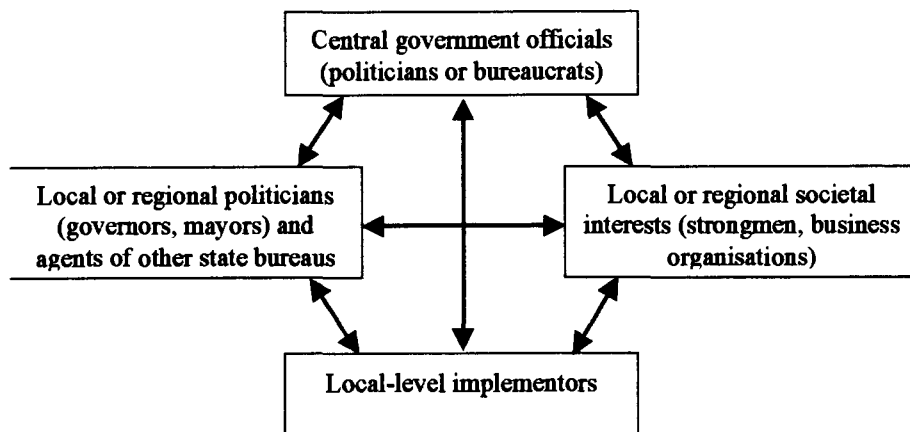 Central government officials
(politicians or bureaucrats)
Local or regional politicians
(governors, mayors) and
agents of other state bureaus
Local or regional societal
interests (strongmen, business
organisations)
Local-level implementors